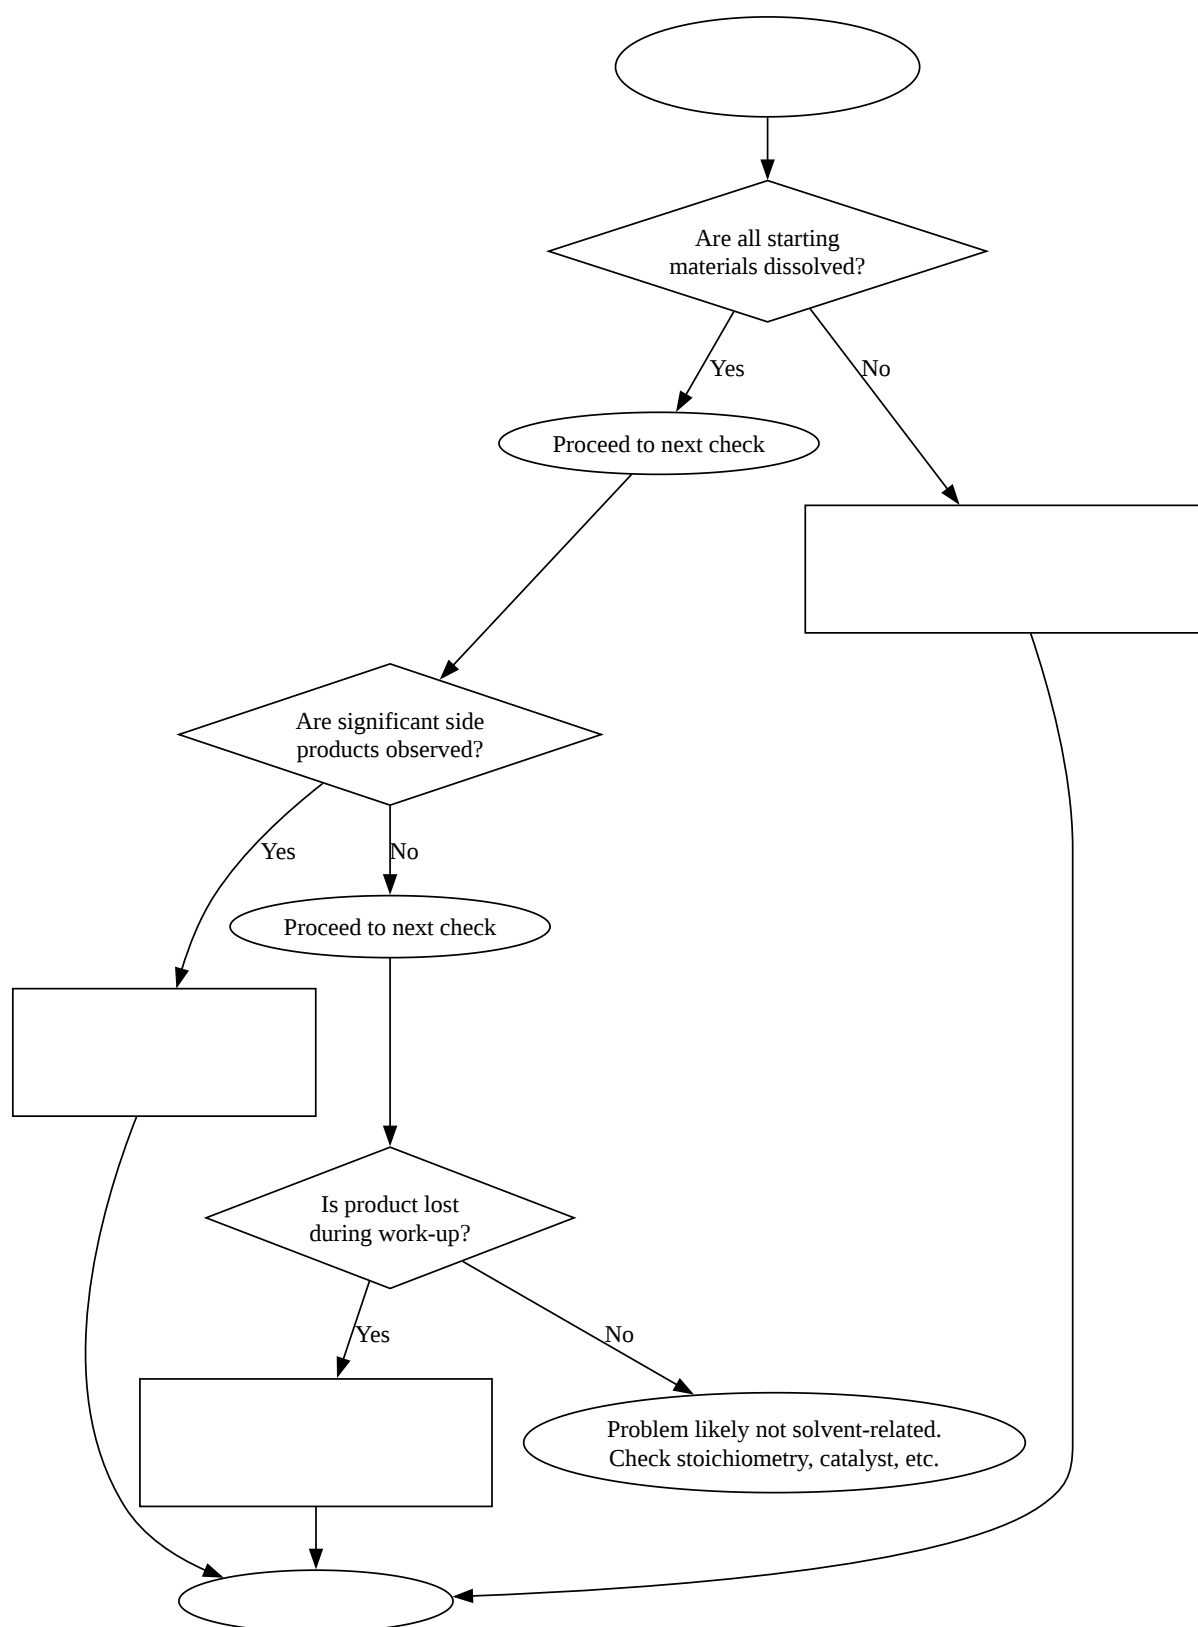 Are all starting
materials dissolved?
Yes
No
Proceed to next check
Are significant side
products observed?
Yes
No
Proceed to next check
Is product lost
during work-up?
Yes
No
Problem likely not solvent-related.
Check stoichiometry, catalyst, etc.